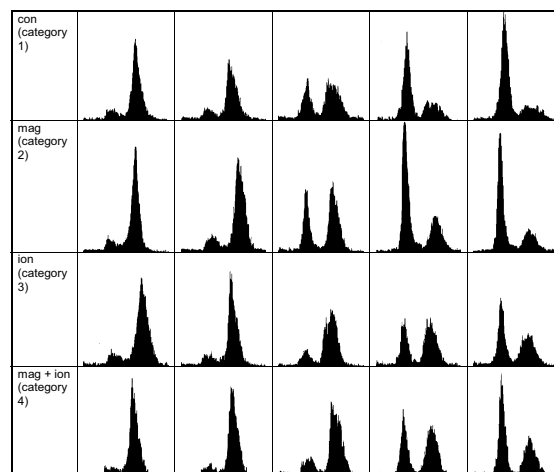 con
(category
1)
mag
(category
2)
ion
(category
3)
mag + ion
(category
4)